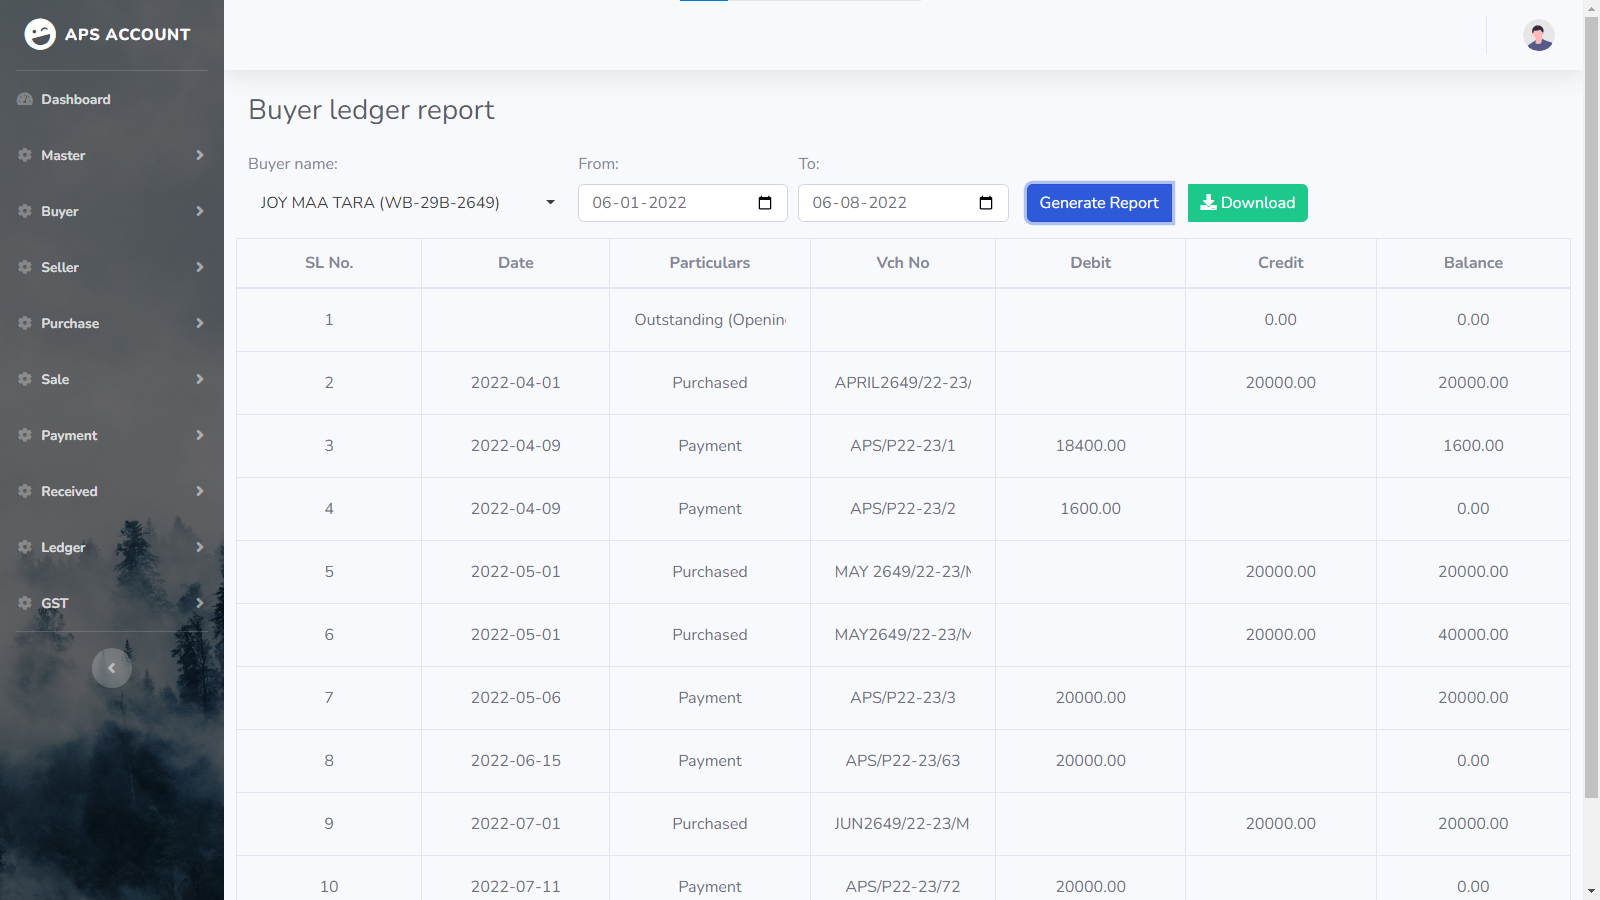 APS ACCOUNT
Dashboard
Master
Buyer
Seller
Purchase
Sale
Payment
Received
Ledger
GST
Buyer ledger report
Buyer name: From: To:
JOY MAA TARA (WB-29B-2649) 06-01-2022 06-08-2022 Generate Report Download
SL No. Date Particulars Vch No Debit Credit Balance
1 Outstanding (Opening 0.00 0.00
2 2022-04-01 Purchased APRIL2649/22-23/ 20000.00 20000.00
3 2022-04-09 Payment APS/P22-23/1 18400.00 1600.00
4 2022-04-09 Payment APS/P22-23/2 1600.00 0.00
5 2022-05-01 Purchased MAY 2649/22-23/M 20000.00 20000.00
6 2022-05-01 Purchased MAY2649/22-23/M 20000.00 40000.00
7 2022-05-06 Payment APS/P22-23/3 20000.00 20000.00
8 2022-06-15 Payment APS/P22-23/63 20000.00 0.00
9 2022-07-01 Purchased JUN2649/22-23/M 20000.00 20000.00
10 2022-07-11 Payment APS/P22-23/72 20000.00 0.00